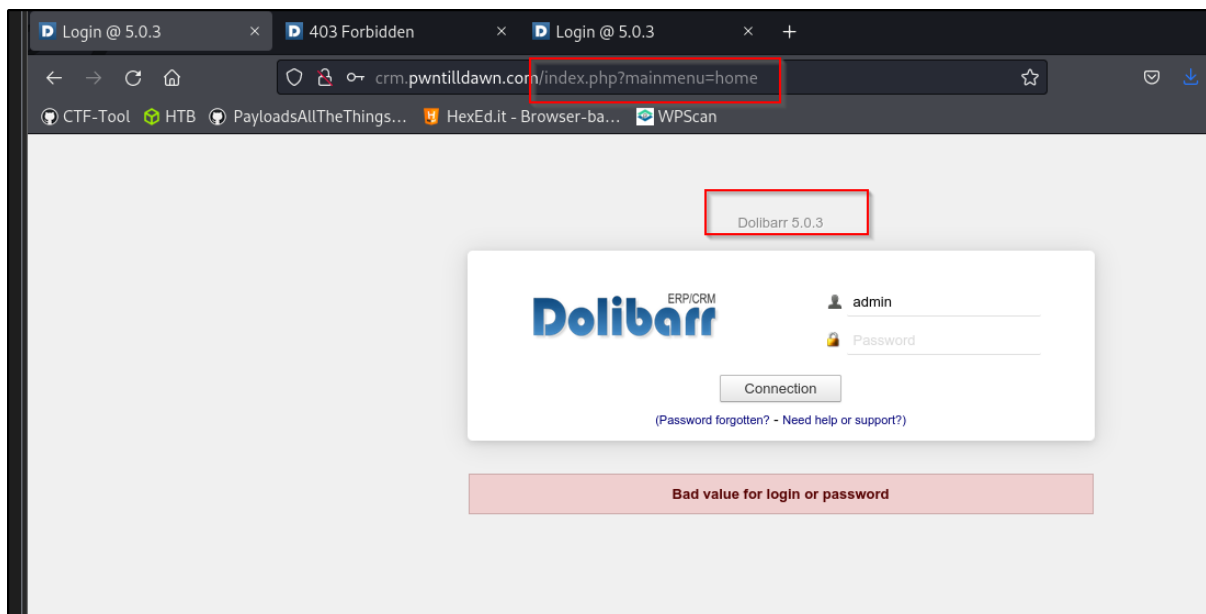 Login @ 5.0.3 403 Forbidden Login @ 5.0.3
crm.pwntilldawn.com/index.php?mainmenu=home
CTF-Tool HTB PayloadsAllTheThings... HexEd.it - Browser-ba... WPScan
Dolibarr 5.0.3
ERP/CRM
Dolibarr
admin
Password
Connection
(Password forgotten? - Need help or support?)
Bad value for login or password